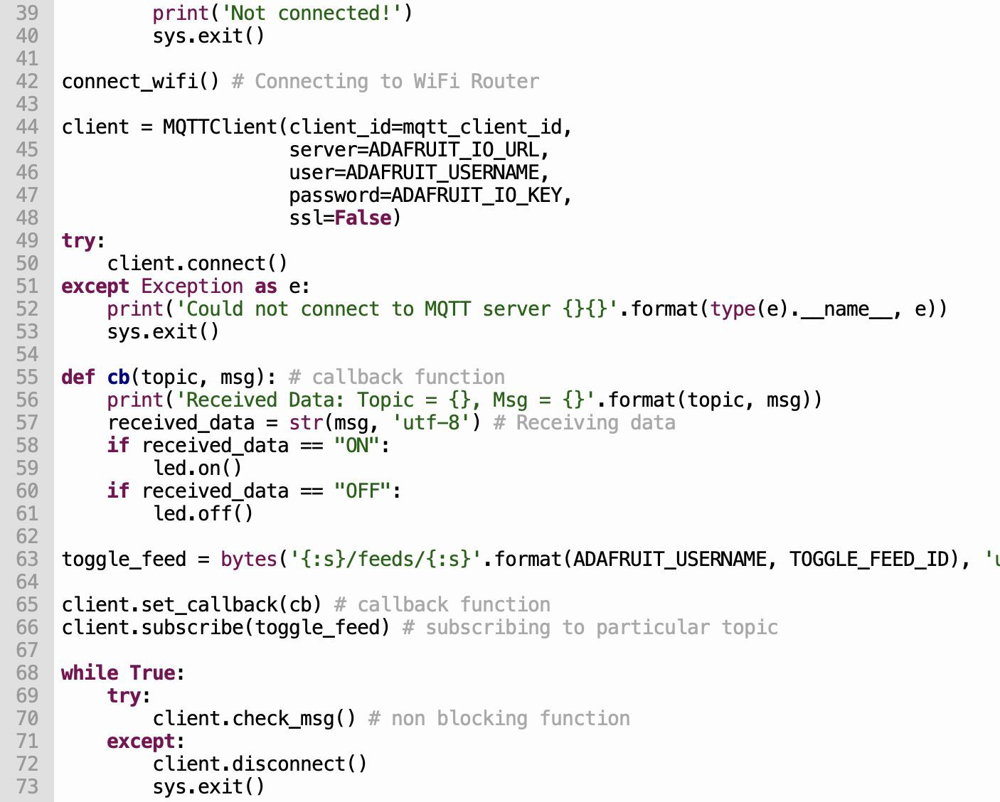 39         print('Not connected!')
40         sys.exit()
41
42 connect_wifi() # Connecting to WiFi Router
43
44 client = MQTTClient(client_id=mqtt_client_id,
45                     server=ADAFRUIT_IO_URL,
46                     user=ADAFRUIT_USERNAME,
47                     password=ADAFRUIT_IO_KEY,
48                     ssl=False)
49 try:
50     client.connect()
51 except Exception as e:
52     print('Could not connect to MQTT server {}{}'.format(type(e).__name__, e))
53     sys.exit()
54
55 def cb(topic, msg): # callback function
56     print('Received Data: Topic = {}, Msg = {}'.format(topic, msg))
57     received_data = str(msg, 'utf-8') # Receiving data
58     if received_data == "ON":
59         led.on()
60     if received_data == "OFF":
61         led.off()
62
63 toggle_feed = bytes('{:s}/feeds/{:s}'.format(ADAFRUIT_USERNAME, TOGGLE_FEED_ID), '
64
65 client.set_callback(cb) # callback function
66 client.subscribe(toggle_feed) # subscribing to particular topic
67
68 while True:
69     try:
70         client.check_msg() # non blocking function
71     except:
72         client.disconnect()
73         sys.exit()